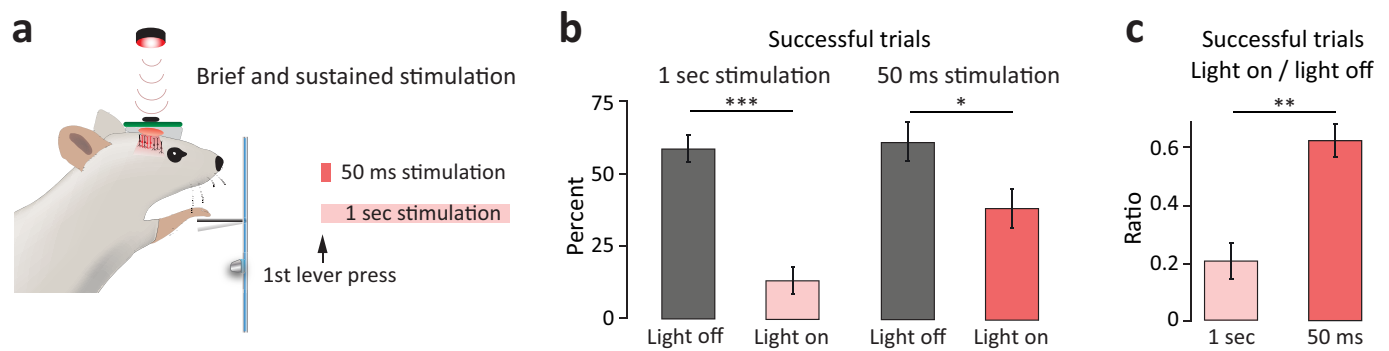 a
Brief and sustained stimulation
50 ms stimulation
1 sec stimulation
1st lever press
b
Successful trials
1 sec stimulation
50 ms stimulation
***
*
75
50
25
0
Percent
Light off
Light on
Light off
Light on
c
Successful trials
Light on / light off
**
0.6
0.4
0.2
0
Ratio
1 sec
50 ms